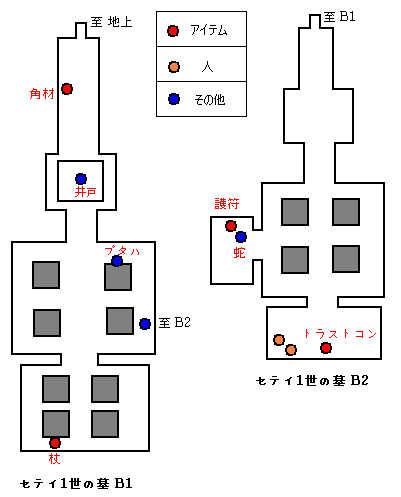 至 地上
角材
井戸
プタハ
至 B2
杖
セティ1世の墓 B1
アイテム
人
その他
至 B1
護符
蛇
トラストコン
セティ1世の墓 B2